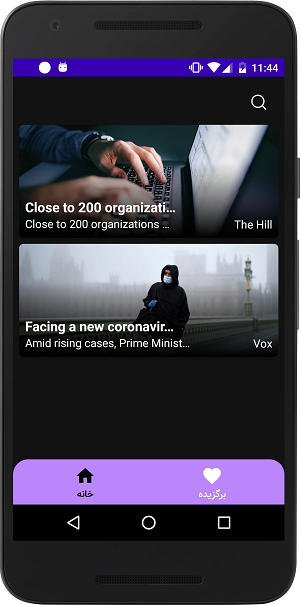 11:44
Close to 200 organizati...
Close to 200 organizations ...
The Hill
Facing a new coronavir...
Amid rising cases, Prime Minist...
Vox
خانه
برگزیده